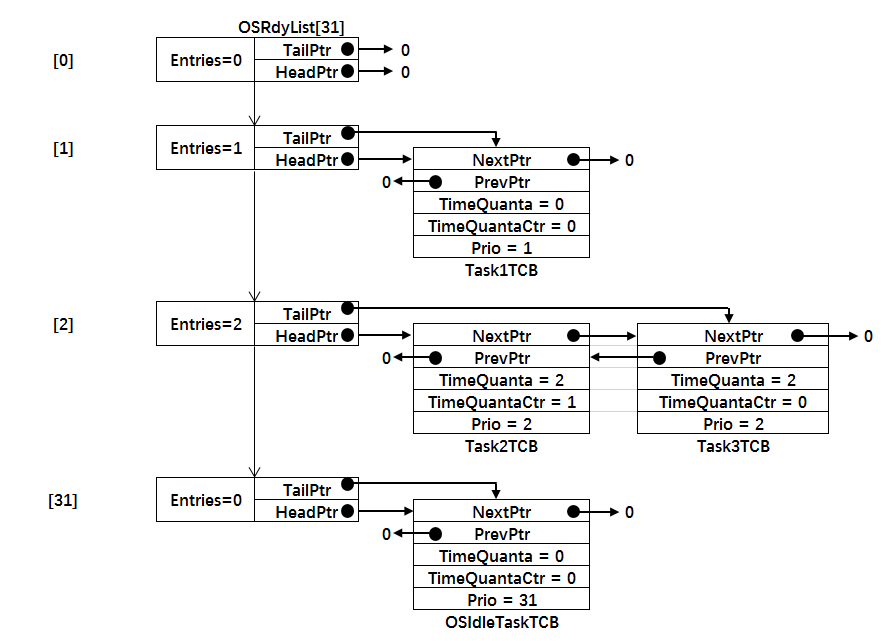 OSRdyList[31]
[0]
Entries=0
TailPtr
0
HeadPtr
0
[1]
Entries=1
TailPtr
HeadPtr
NextPtr
0
0
PrevPtr
TimeQuanta = 0
TimeQuantaCtr = 0
Prio = 1
Task1TCB
[2]
Entries=2
TailPtr
HeadPtr
NextPtr
0
PrevPtr
TimeQuanta = 2
TimeQuantaCtr = 1
Prio = 2
Task2TCB
NextPtr
0
PrevPtr
TimeQuanta = 2
TimeQuantaCtr = 0
Prio = 2
Task3TCB
[31]
Entries=0
TailPtr
HeadPtr
NextPtr
0
0
PrevPtr
TimeQuanta = 0
TimeQuantaCtr = 0
Prio = 31
OSIdleTaskTCB